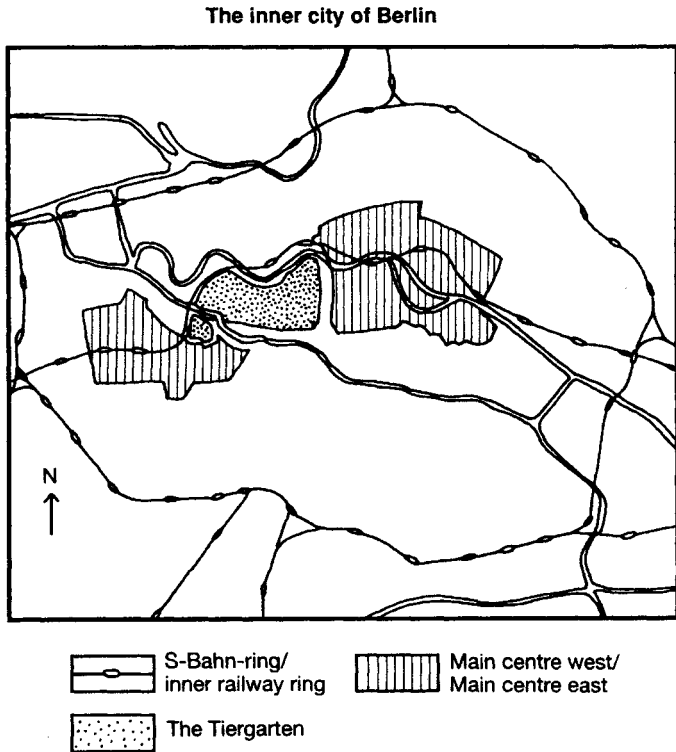 The inner city of Berlin
N
S-Bahn-ring/
inner railway ring
Main centre west/
Main centre east
The Tiergarten